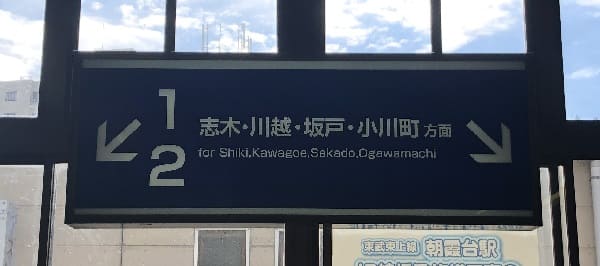 1
2
志木・川越・坂戸・小川町 方面
for Shiki,Kawagoe,Sakado,Ogawamachi
東武東上線 朝霞台駅